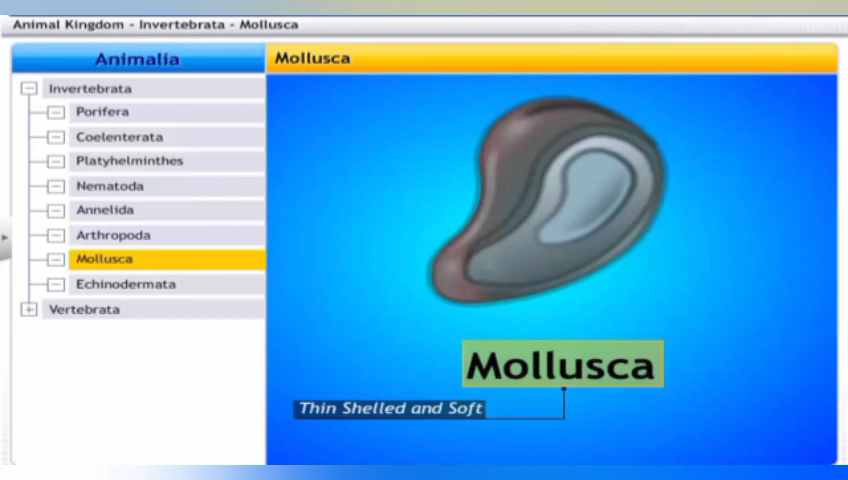 Animal Kingdom - Invertebrata - Mollusca
Animalia
Invertebrata
Porifera
Coelenterata
Platyhelminthes
Nematoda
Annelida
Arthropoda
Mollusca
Echinodermata
Vertebrata
Mollusca
Mollusca
Thin Shelled and Soft